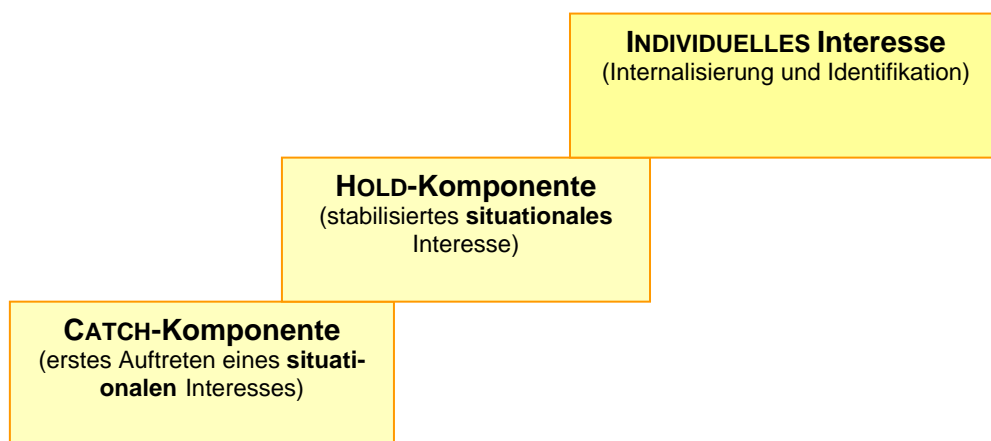 INDIVIDUELLES Interesse
(Internalisierung und Identifikation)
HOLD-Komponente
(stabilisiertes situationales
Interesse)
CATCH-Komponente
(erstes Auftreten eines situati-
onalen Interesses)